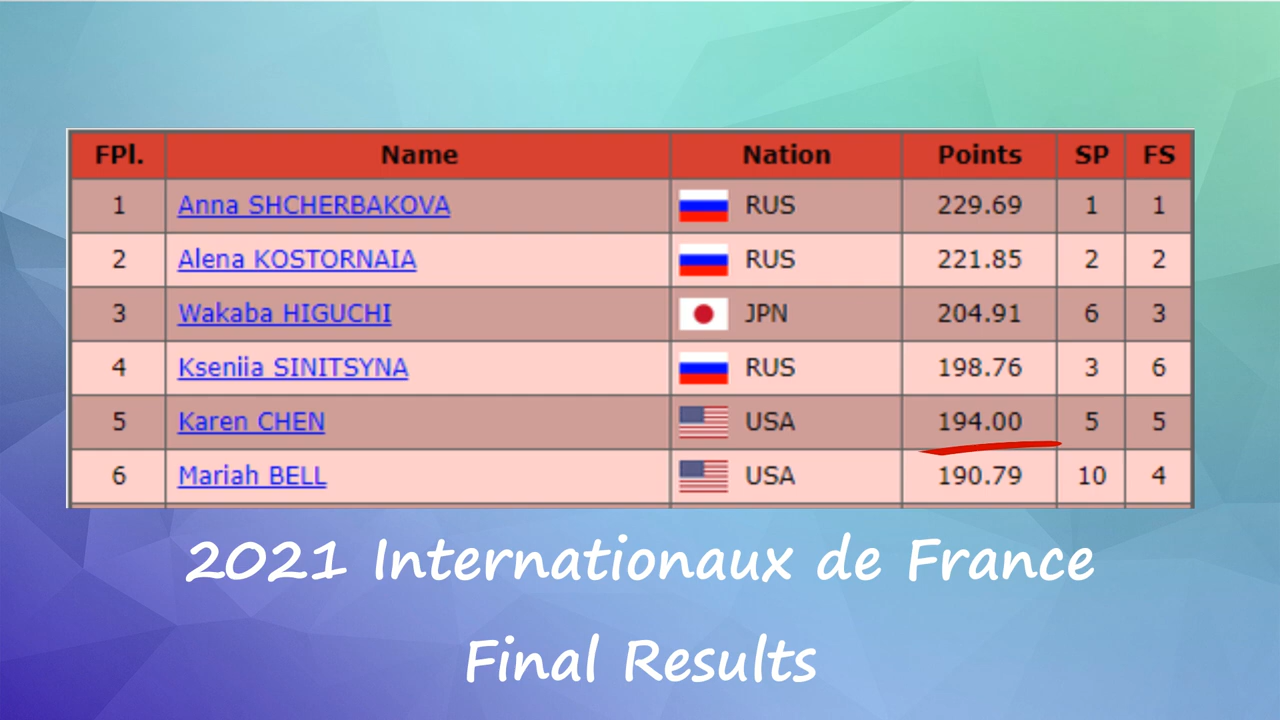 FPl. Name Nation Points SP FS
1 Anna SHCHERBAKOVA RUS 229.69 1 1
2 Alena KOSTORNAIA RUS 221.85 2 2
3 Wakaba HIGUCHI JPN 204.91 6 3
4 Kseniia SINITSYNA RUS 198.76 3 6
5 Karen CHEN USA 194.00 5 5
6 Mariah BELL USA 190.79 10 4
2021 Internationaux de France
Final Results